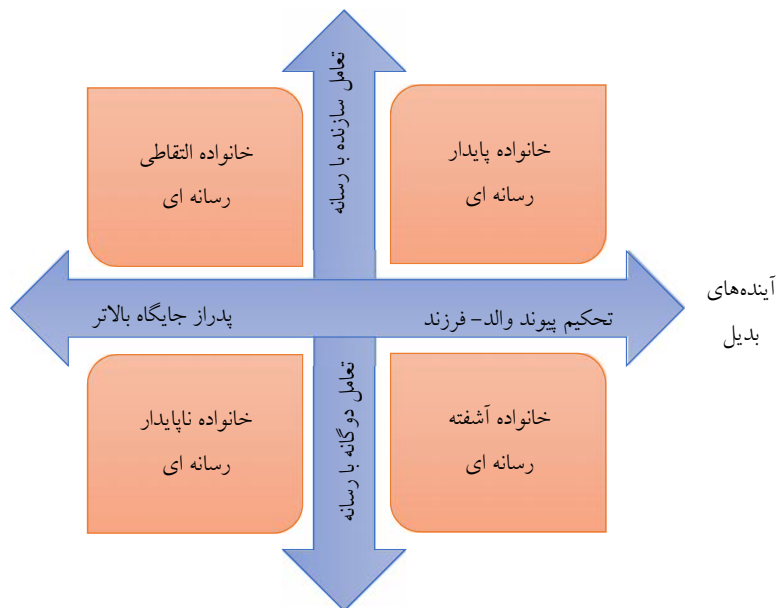 تعامل سازنده با رسانه
خانواده پایدار
رسانه ای
خانواده التقاطی
رسانه ای
آینده‌های
بدیل
تحکیم پیوند والد- فرزند
پدراز جایگاه بالاتر
خانواده آشفته
رسانه ای
خانواده ناپایدار
رسانه ای
تعامل دوگانه با رسانه